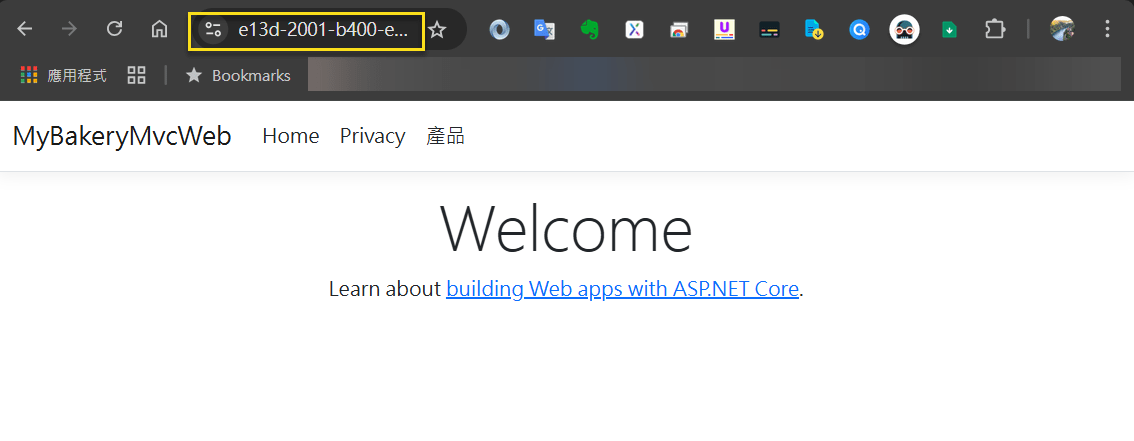 e13d-2001-b400-e...
應用程式 Bookmarks
MyBakeryMvcWeb Home Privacy 產品
Welcome
Learn about building Web apps with ASP.NET Core.